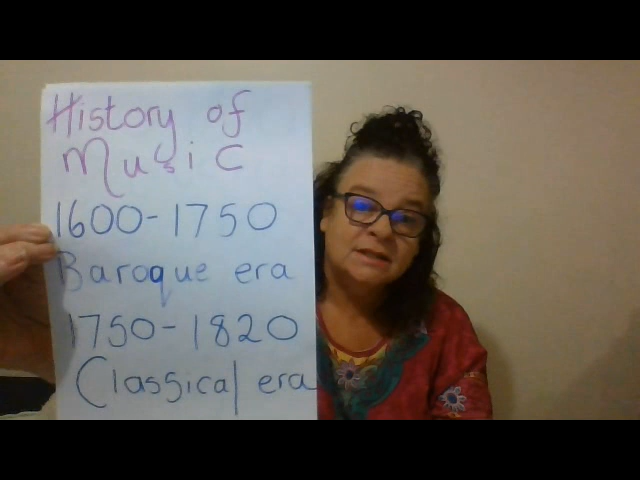 History of
Music
1600-1750
Baroque era
1750-1820
Classical era